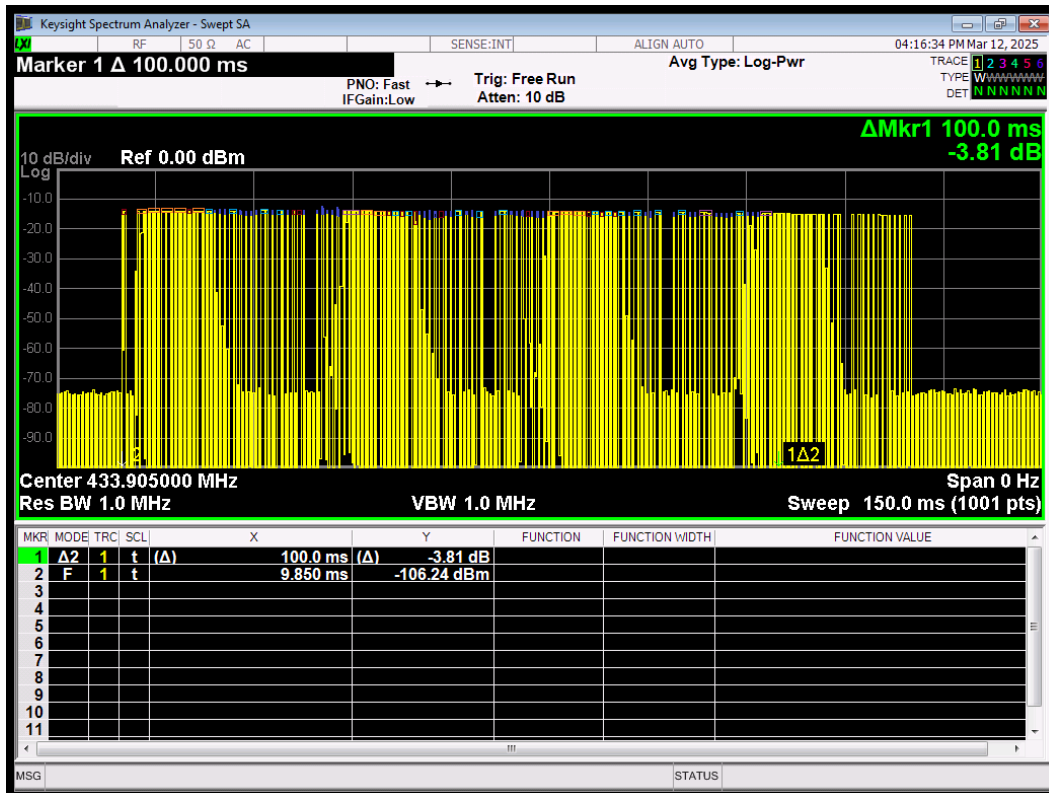 Keysight Spectrum Analyzer - Swept SA
LXI RF 50 Ω AC SENSE:INT ALIGN AUTO 04:16:34 PM Mar 12, 2025
Marker 1 Δ 100.000 ms
Avg Type: Log-Pwr
TRACE 1 2 3 4 5 6
PNO: Fast Trig: Free Run
TYPE W
IFGain:Low Atten: 10 dB
DET N N N N N N
ΔMkr1 100.0 ms
-3.81 dB
10 dB/div Ref 0.00 dBm
Log
-10.0
-20.0
-30.0
-40.0
-50.0
-60.0
-70.0
-80.0
-90.0
2
1Δ2
Center 433.905000 MHz Span 0 Hz
Res BW 1.0 MHz VBW 1.0 MHz Sweep 150.0 ms (1001 pts)
MKR MODE TRC SCL X Y FUNCTION FUNCTION WIDTH FUNCTION VALUE
1 Δ2 1 t (Δ) 100.0 ms (Δ) -3.81 dB
2 F 1 t 9.850 ms -106.24 dBm
3
4
5
6
7
8
9
10
11
MSG STATUS